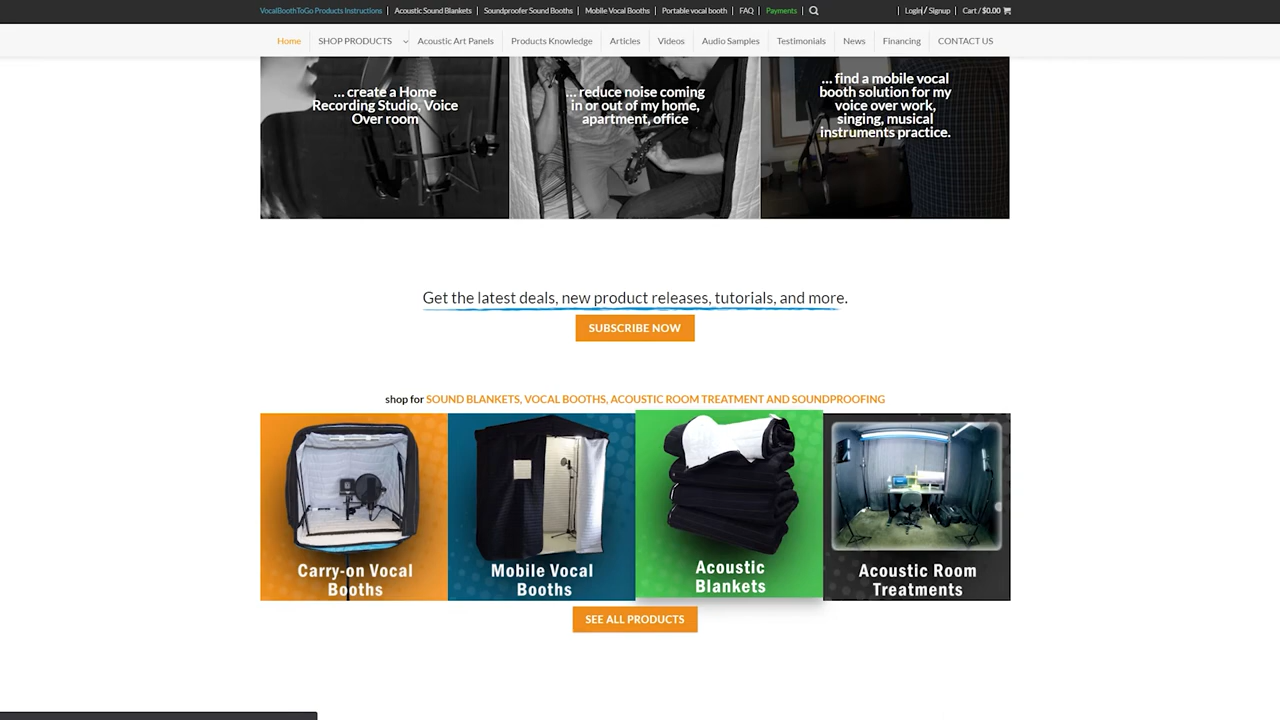 VocalBoothToGo Products Instructions | Acoustic Sound Blankets | Soundproofer Sound Booths | Mobile Vocal Booths | Portable vocal booth | FAQ | Payments | | Login / Signup | Cart / $0.00
Home SHOP PRODUCTS Acoustic Art Panels Products Knowledge Articles Videos Audio Samples Testimonials News Financing CONTACT US
... create a Home
Recording Studio, Voice
Over room
... reduce noise coming
in or out of my home,
apartment, office
... find a mobile vocal
booth solution for my
voice over work,
singing, musical
instruments practice.
Get the latest deals, new product releases, tutorials, and more.
SUBSCRIBE NOW
shop for SOUND BLANKETS, VOCAL BOOTHS, ACOUSTIC ROOM TREATMENT AND SOUNDPROOFING
Carry-on Vocal
Booths
Mobile Vocal
Booths
Acoustic
Blankets
Acoustic Room
Treatments
SEE ALL PRODUCTS